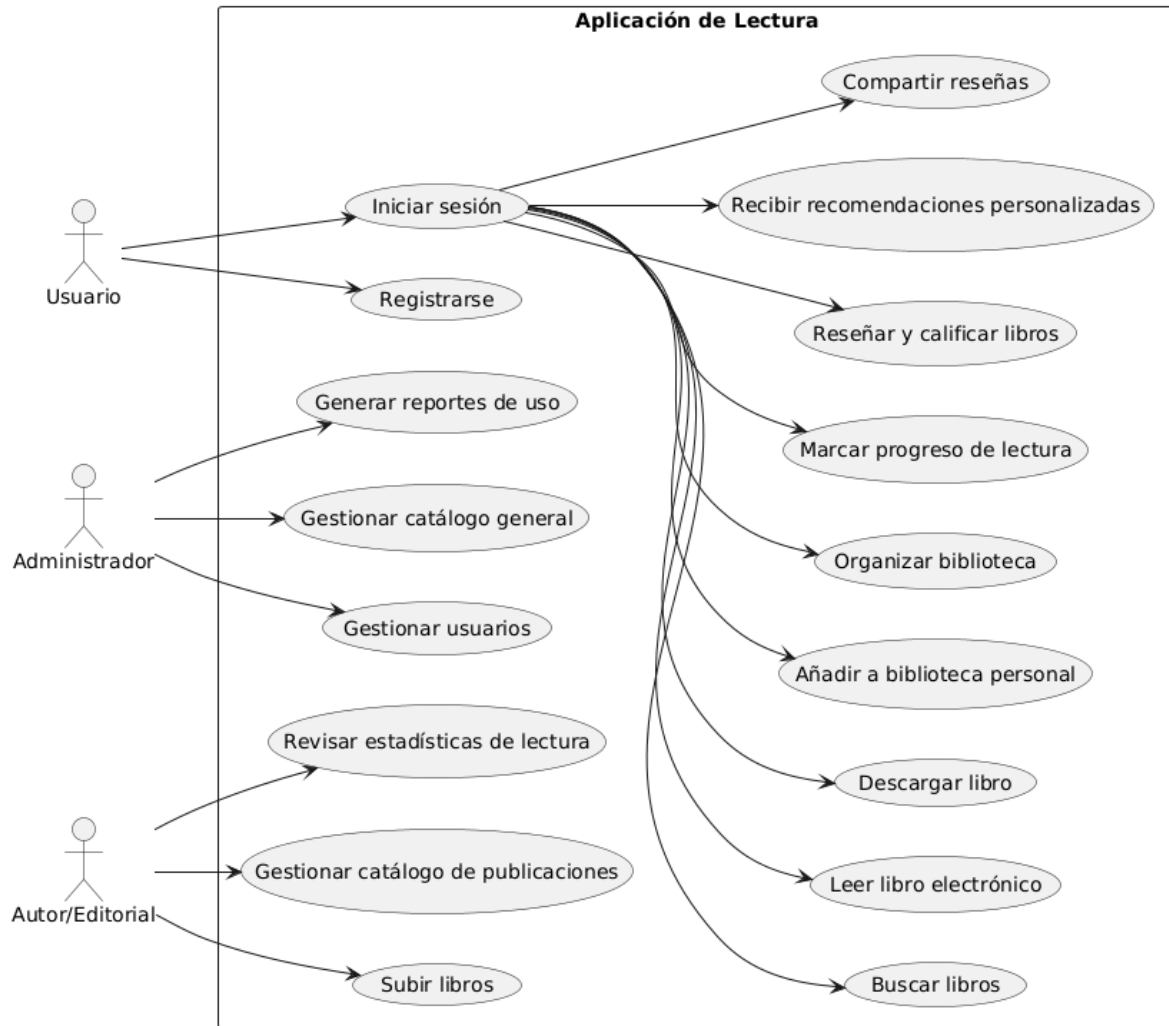 Aplicación de Lectura
Compartir reseñas
Iniciar sesión
Recibir recomendaciones personalizadas
Usuario
Registrarse
Reseñar y calificar libros
Generar reportes de uso
Marcar progreso de lectura
Administrador
Gestionar catálogo general
Organizar biblioteca
Gestionar usuarios
Añadir a biblioteca personal
Revisar estadísticas de lectura
Descargar libro
Autor/Editorial
Gestionar catálogo de publicaciones
Leer libro electrónico
Subir libros
Buscar libros